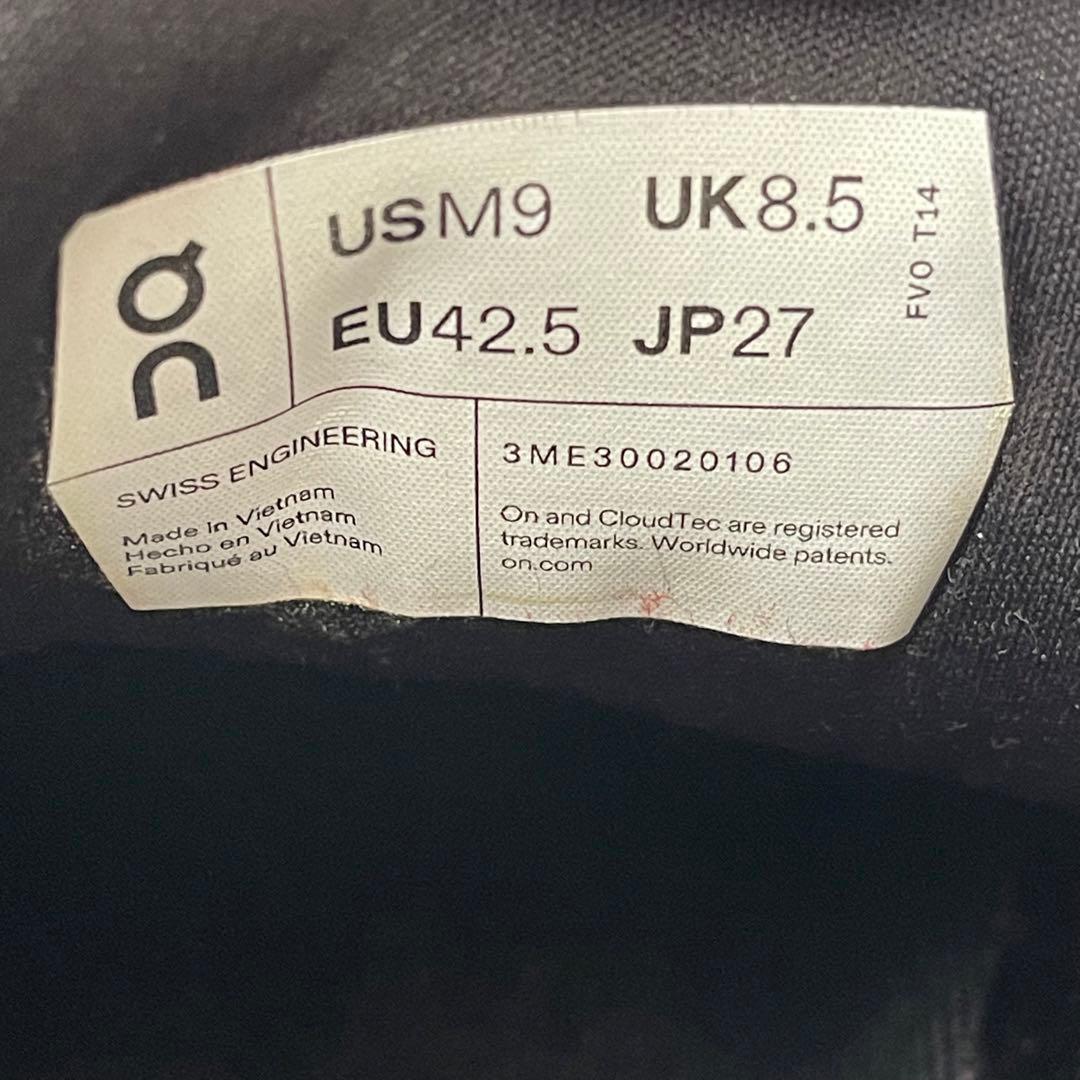 on
USM9 UK8.5
EU42.5 JP27
FV0 T14
SWISS ENGINEERING
Made In Vietnam
Hecho en Vietnam
Fabriqué au Vietnam
3ME30020106
On and CloudTec are registered
trademarks. Worldwide patents.
on.com